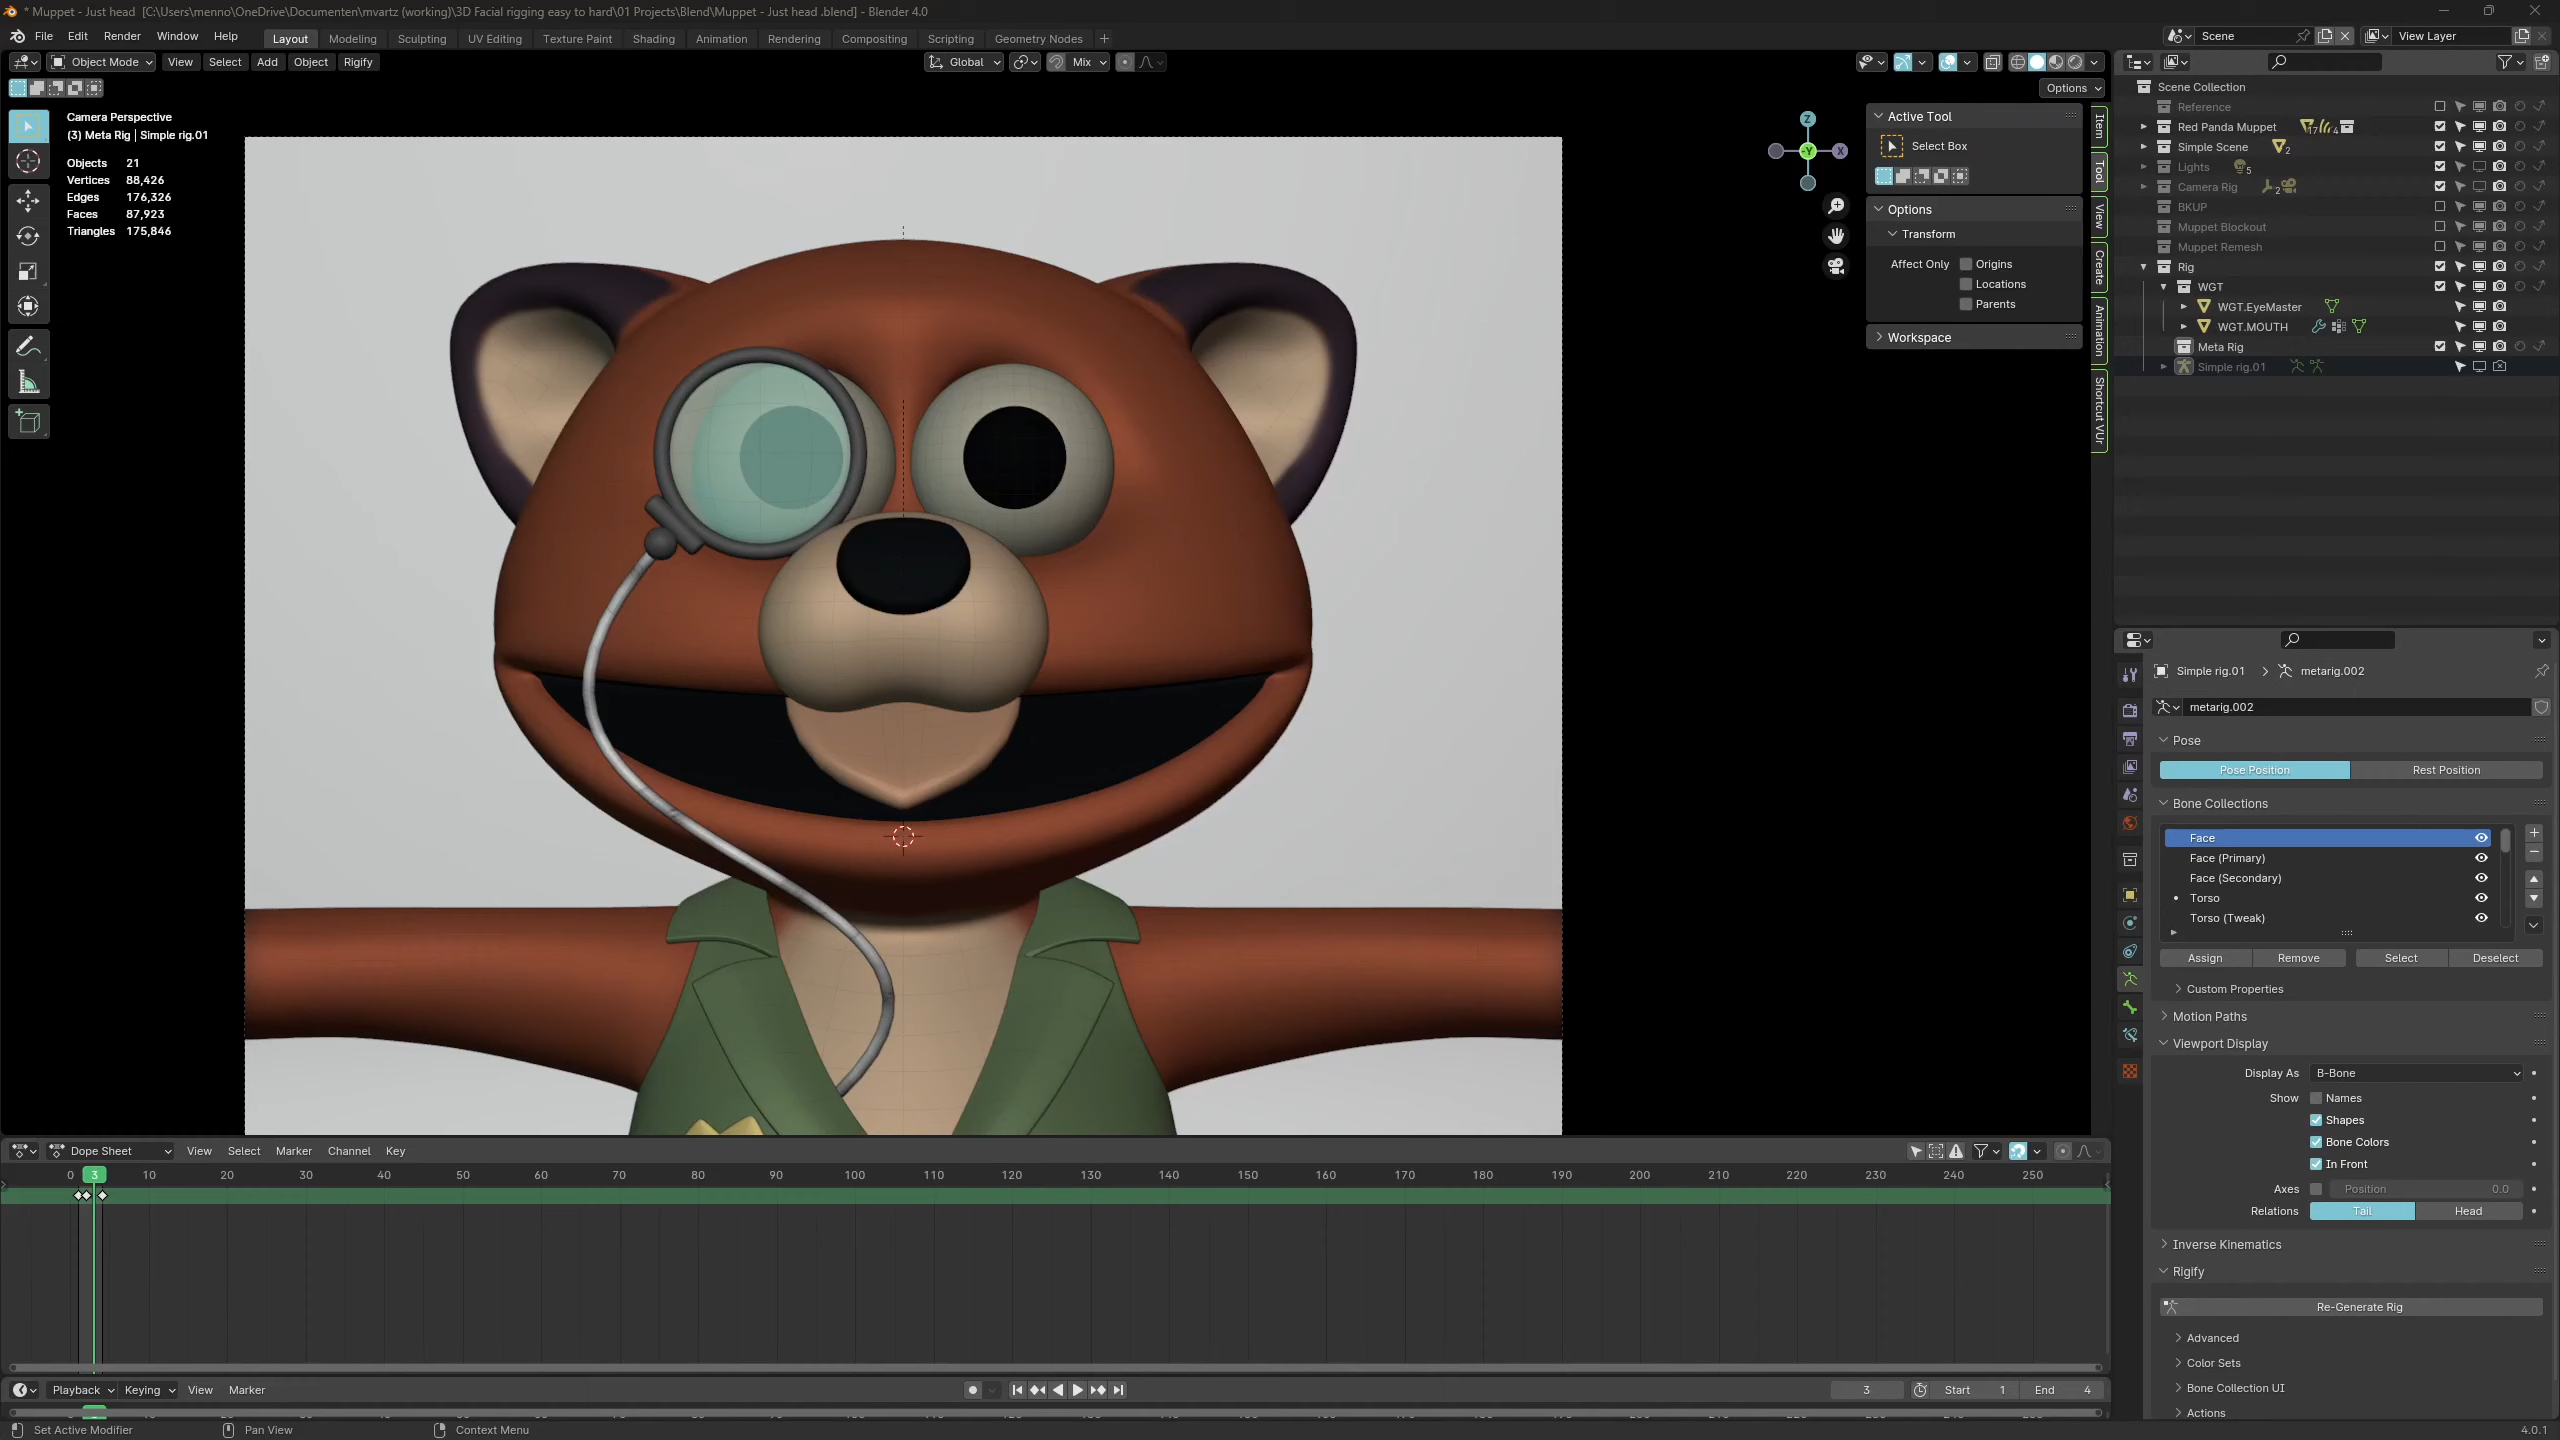 * Muppet - Just head  [C:\Users\menno\OneDrive\Documenten\mvartz (working)\3D Facial rigging easy to hard\01 Projects\Blend\Muppet - Just head .blend] - Blender 4.0
File Edit Render Window Help Layout Modeling Sculpting UV Editing Texture Paint Shading Animation Rendering Compositing Scripting Geometry Nodes + Scene View Layer
Object Mode View Select Add Object Rigify Global Mix
Options
Camera Perspective
(3) Meta Rig | Simple rig.01
Objects 21
Vertices 88,426
Edges 176,326
Faces 87,923
Triangles 175,846
Z
-Y X
Active Tool
Select Box
Options
Transform
Affect Only Origins
Locations
Parents
Workspace
Item
Tool
View
Create
Animation
Shortcut VUr
Scene Collection
Reference
Red Panda Muppet 17 4
Simple Scene 2
Lights 5
Camera Rig 2
BKUP
Muppet Blockout
Muppet Remesh
Rig
WGT
WGT.EyeMaster
WGT.MOUTH
Meta Rig
Simple rig.01
Simple rig.01 > metarig.002
metarig.002
Pose
Pose Position Rest Position
Bone Collections
Face
Face (Primary)
Face (Secondary)
Torso
Torso (Tweak)
Assign Remove Select Deselect
Custom Properties
Motion Paths
Viewport Display
Display As B-Bone
Show Names
Shapes
Bone Colors
In Front
Axes Position 0.0
Relations Tail Head
Inverse Kinematics
Rigify
Re-Generate Rig
Advanced
Color Sets
Bone Collection UI
Actions
Dope Sheet View Select Marker Channel Key
0 3 10 20 30 40 50 60 70 80 90 100 110 120 130 140 150 160 170 180 190 200 210 220 230 240 250
Playback Keying View Marker 3 Start 1 End 4
Set Active Modifier Pan View Context Menu 4.0.1